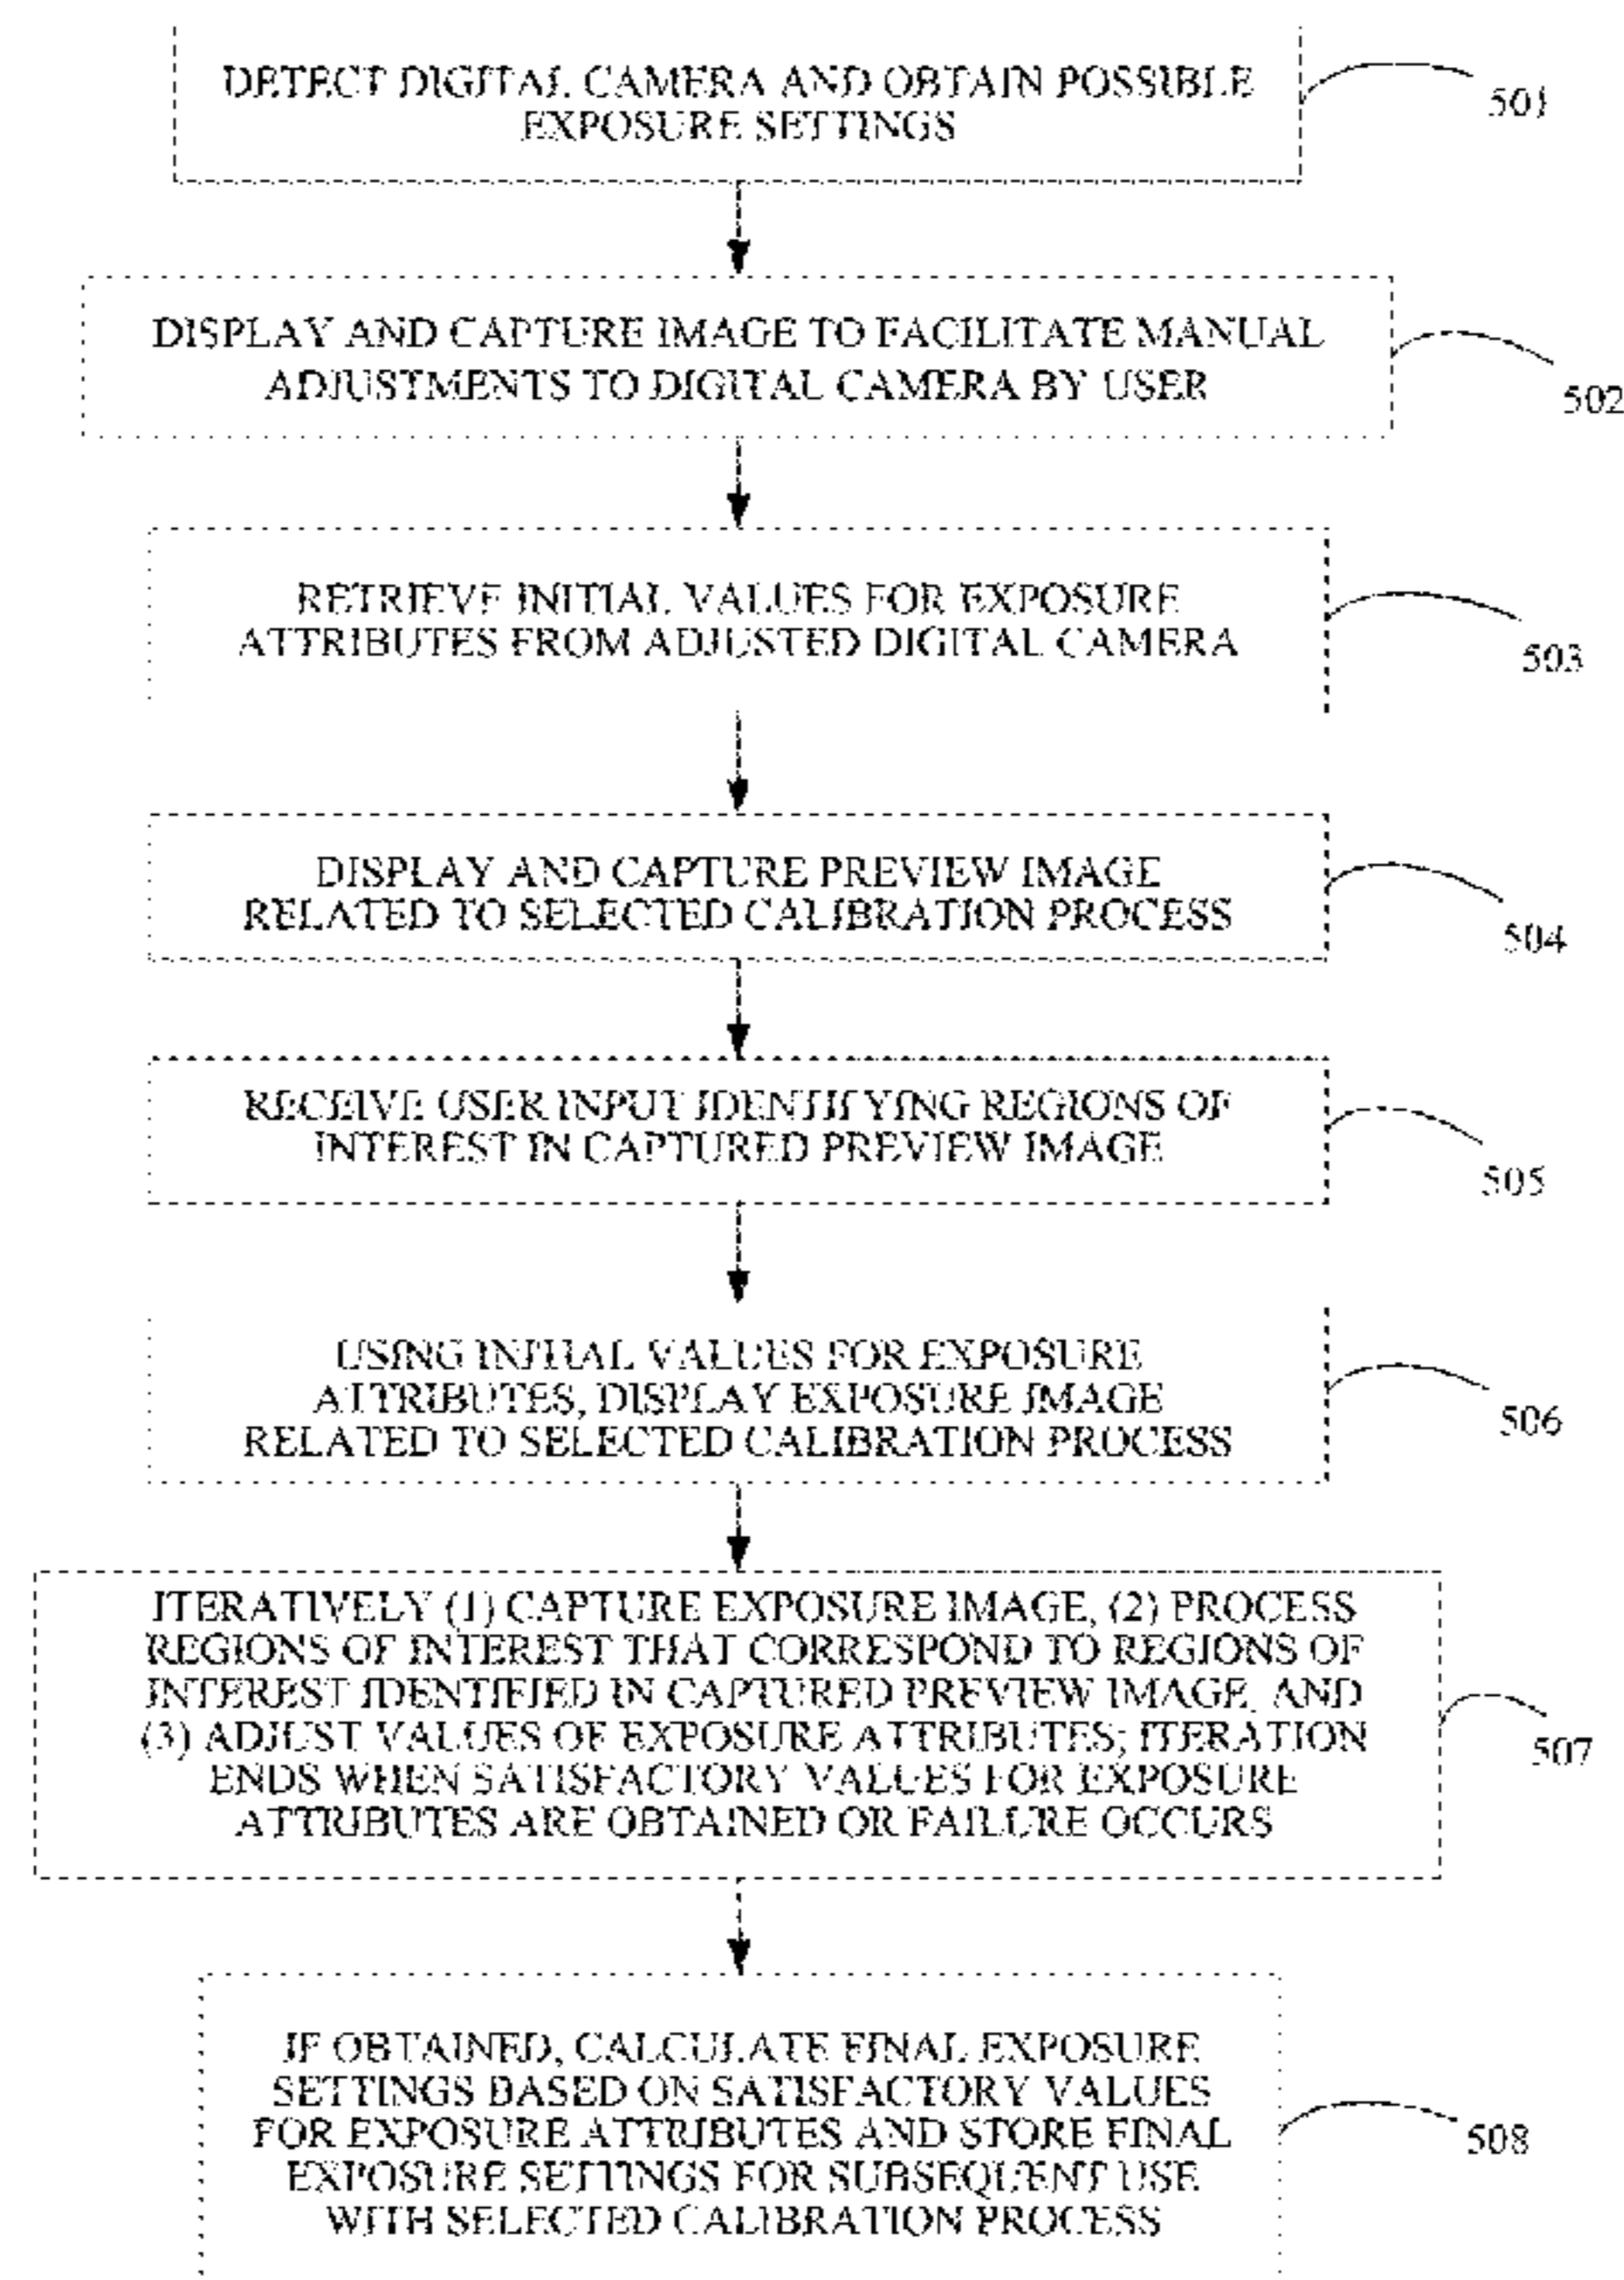 DETECT DIGITAL CAMERA AND OBTAIN POSSIBLE
EXPOSURE SETTINGS
501
DISPLAY AND CAPTURE IMAGE TO FACILITATE MANUAL
ADJUSTMENTS TO DIGITAL CAMERA BY USER
502
RETRIEVE INITIAL VALUES FOR EXPOSURE
ATTRIBUTES FROM ADJUSTED DIGITAL CAMERA
503
DISPLAY AND CAPTURE PREVIEW IMAGE
RELATED TO SELECTED CALIBRATION PROCESS
504
RECEIVE USER INPUT IDENTIFYING REGIONS OF
INTEREST IN CAPTURED PREVIEW IMAGE
505
USING INITIAL VALUES FOR EXPOSURE
ATTRIBUTES, DISPLAY EXPOSURE IMAGE
RELATED TO SELECTED CALIBRATION PROCESS
506
ITERATIVELY (1) CAPTURE EXPOSURE IMAGE, (2) PROCESS
REGIONS OF INTEREST THAT CORRESPOND TO REGIONS OF
INTEREST IDENTIFIED IN CAPTURED PREVIEW IMAGE, AND
(3) ADJUST VALUES OF EXPOSURE ATTRIBUTES; ITERATION
ENDS WHEN SATISFACTORY VALUES FOR EXPOSURE
ATTRIBUTES ARE OBTAINED OR FAILURE OCCURS
507
IF OBTAINED, CALCULATE FINAL EXPOSURE
SETTINGS BASED ON SATISFACTORY VALUES
FOR EXPOSURE ATTRIBUTES AND STORE FINAL
EXPOSURE SETTINGS FOR SUBSEQUENT USE
WITH SELECTED CALIBRATION PROCESS
508